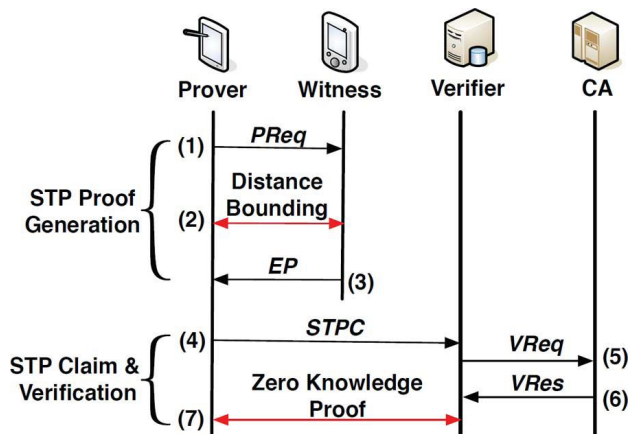 Prover
Witness
Verifier
CA
(1)
PReq
STP Proof
Generation
Distance
Bounding
(2)
EP
(3)
(4)
STPC
STP Claim &
Verification
VReq
(5)
VRes
(6)
Zero Knowledge
Proof
(7)